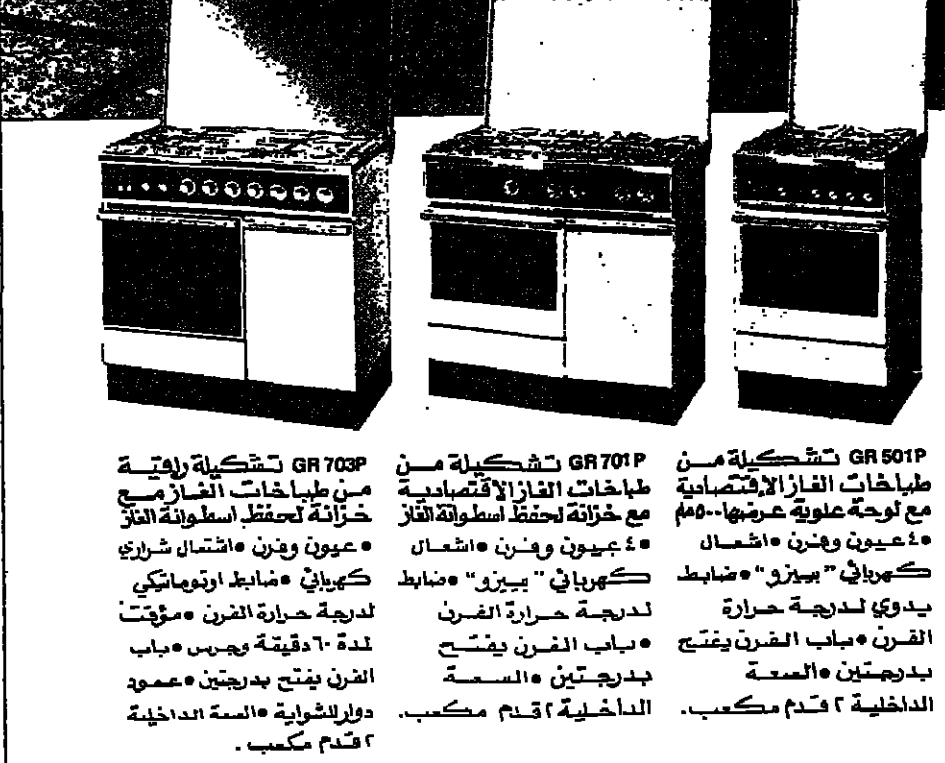 GR 501P تشكيلة من
طباخات الغاز الإقتصادية
مع لوحة علوية عرضها ٥٠٠مم
•٤ عيون وفرن •اشعال
كهربائي "بيزو" •ضابط
يدوي لدرجة حرارة
الفرن •باب الفرن يفتح
بدرجتين •السعة
الداخلية ٢ قدم مكعب.
GR 701P تشكيلة من
طباخات الغاز الاقتصادية
مع خزانة لحفظ اسطوانة الغاز
•٤ عيون وفرن •اشعال
كهربائي "بيزو" •ضابط
لدرجة حرارة الفرن
•باب الفرن يفتح
بدرجتين •السعة
الداخلية ٢ قدم مكعب.
GR 703P تشكيلة راقية
من طباخات الغاز مع
خزانة لحفظ اسطوانة الغاز
• عيون وفرن •اشتعال شراري
كهربائي •ضابط اوتوماتيكي
لدرجة حرارة الفرن •مؤقت
لمدة ٦٠ دقيقة وجرس •باب
الفرن يفتح بدرجتين •عمود
دوار للشواية •السعة الداخلية
٢ قدم مكعب .